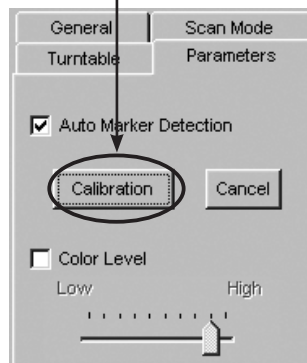 General Scan Mode
Turntable Parameters
Auto Marker Detection
Calibration Cancel
Color Level
Low High